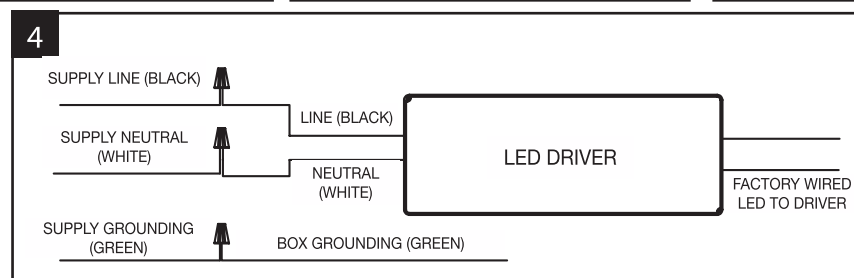 4
SUPPLY LINE (BLACK)
LINE (BLACK)
SUPPLY NEUTRAL
(WHITE)
NEUTRAL
(WHITE)
LED DRIVER
FACTORY WIRED
LED TO DRIVER
SUPPLY GROUNDING
(GREEN)
BOX GROUNDING (GREEN)